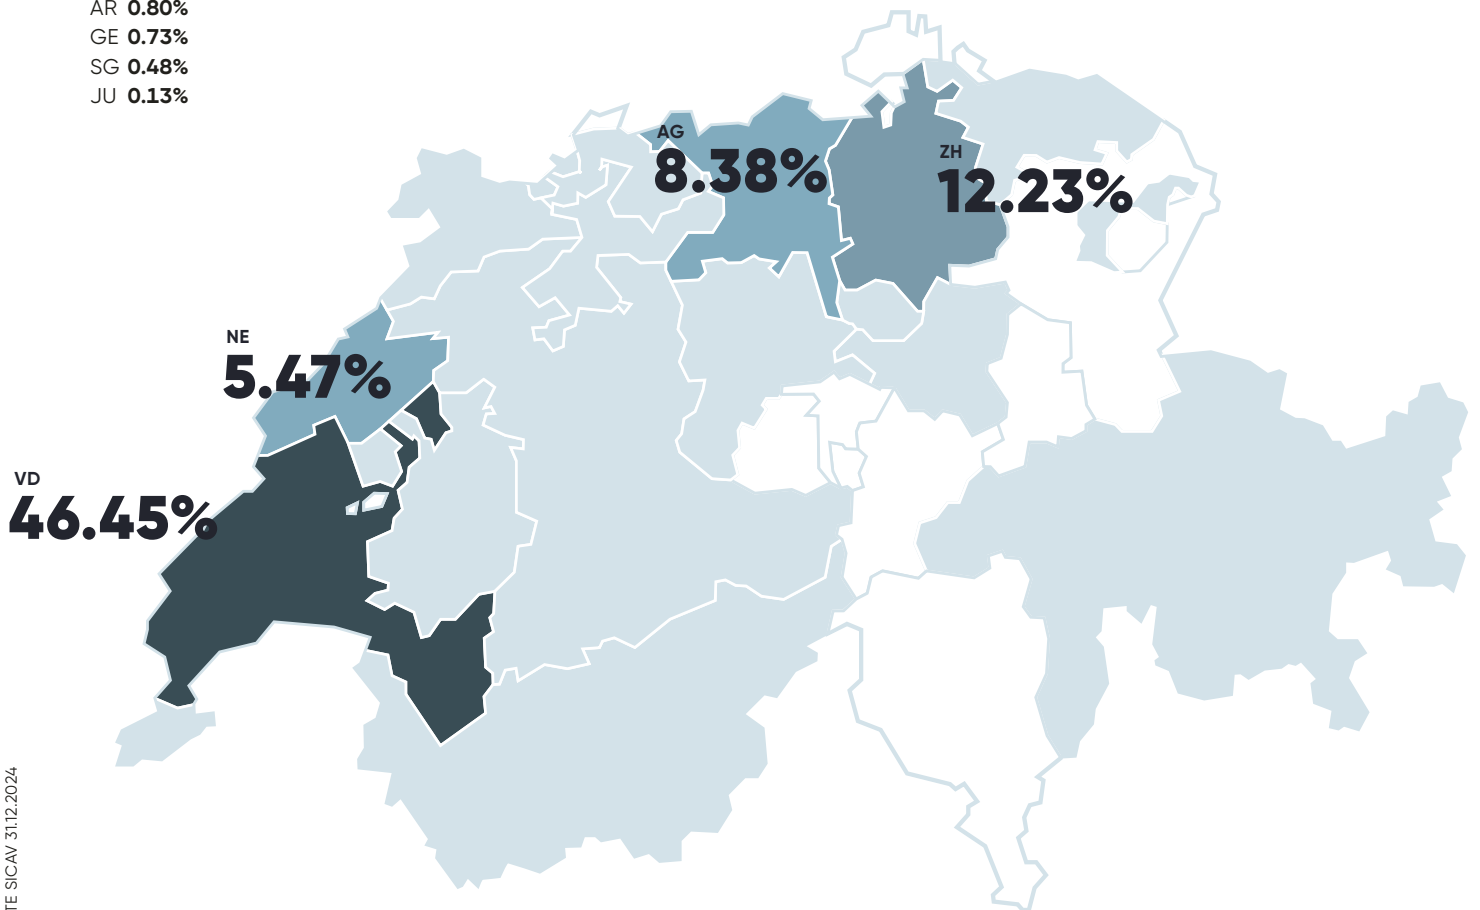 AR 0.80%
GE 0.73%
SG 0.48%
JU 0.13%
AG
8.38%
ZH
12.23%
NE
5.47%
VD
46.45%
TE SICAV 31.12.2024